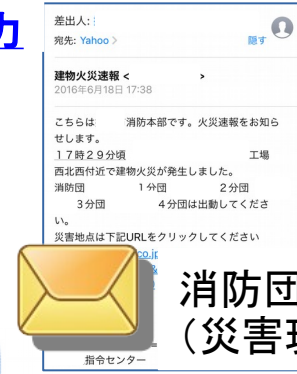 力
差出人:
宛先: Yahoo >
隠す
建物火災速報 < >
2016年6月18日 17:38
こちらは 消防本部です。火災速報をお知ら
せします。
17時29分頃 工場
西北西付近で建物火災が発生しました。
消防団 1分団 2分団
3分団 4分団は出動してくださ
い。
災害地点は下記URLをクリックしてください
co.jp
&
消防団
(災害現
指令センター